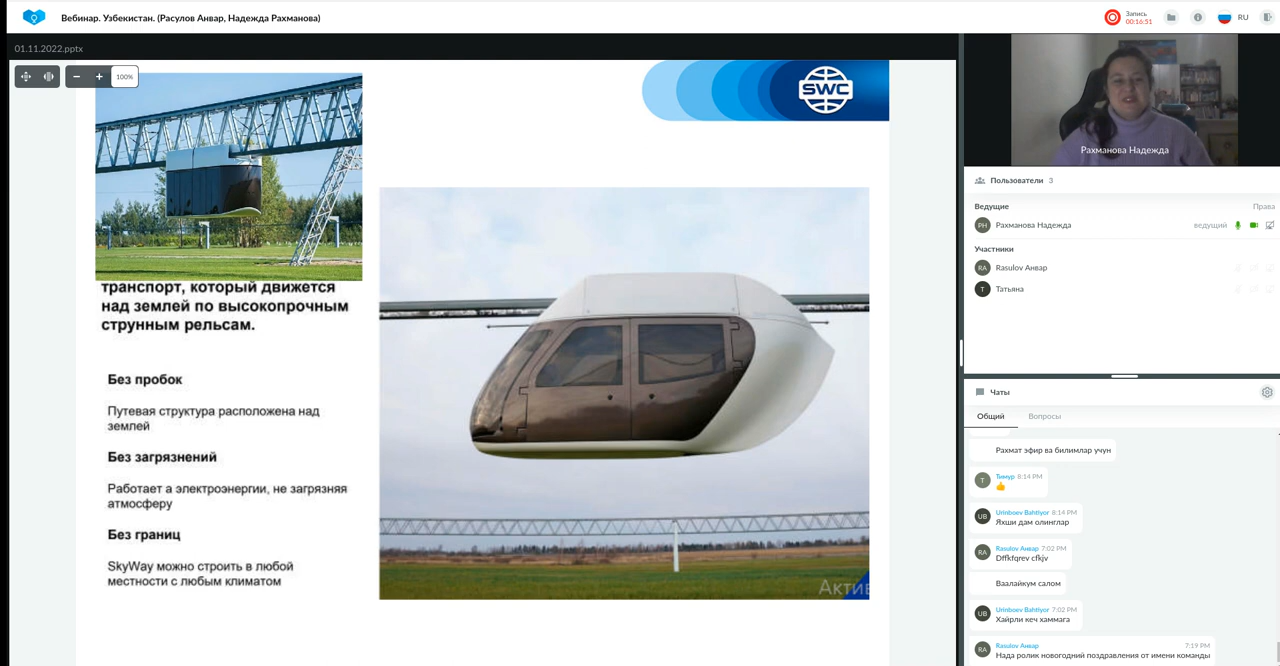 Вебинар. Узбекистан. (Расулов Анвар, Надежда Рахманова)
Запись
00:16:51
RU
01.11.2022.pptx
100%
SWC
транспорт, который движется
над землей по высокопрочным
струнным рельсам.
Без пробок
Путевая структура расположена над
землей
Без загрязнений
Работает а электроэнергии, не загрязняя
атмосферу
Без границ
SkyWay можно строить в любой
местности с любым климатом
Рахманова Надежда
Пользователи 3
Ведущие Права
РН Рахманова Надежда ведущий
Участники
RA Rasulov Анвар
Т Татьяна
Чаты
Общий Вопросы
Рахмат эфир ва билимлар учун
Т Тимур 8:14 PM
UB Urinboev Bahtiyor 8:14 PM
Яхши дам олинглар
RA Rasulov Анвар 7:02 PM
Dffkfqrev cfkjv
Ваалайкум салом
UB Urinboev Bahtiyor 7:02 PM
Хайрли кеч хаммага
RA Rasulov Анвар 7:19 PM
Нада ролик новогодний поздравления от имени команды